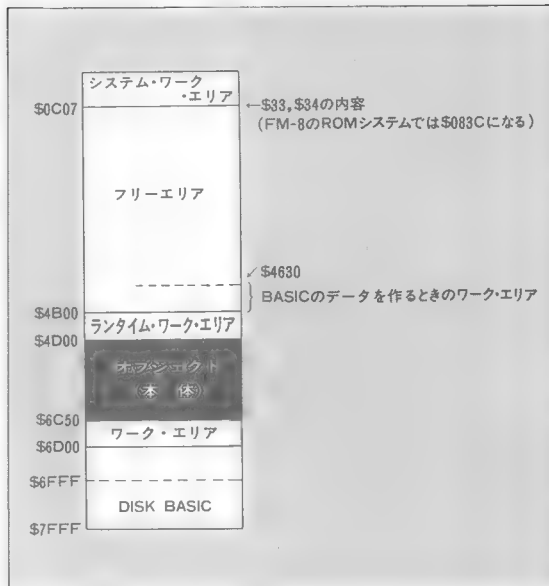 システム・ワーク
・エリア
$0C07
←$33,$34の内容
(FM-8のROMシステムでは$083Cになる)
フリーエリア
$4630
BASICのデータを作るときのワーク・エリア
$4B00
ランタイム・ワーク・エリア
$4D00
オブジェクト
(本 体)
$6C50
ワーク・エリア
$6D00
$6FFF
DISK BASIC
$7FFF